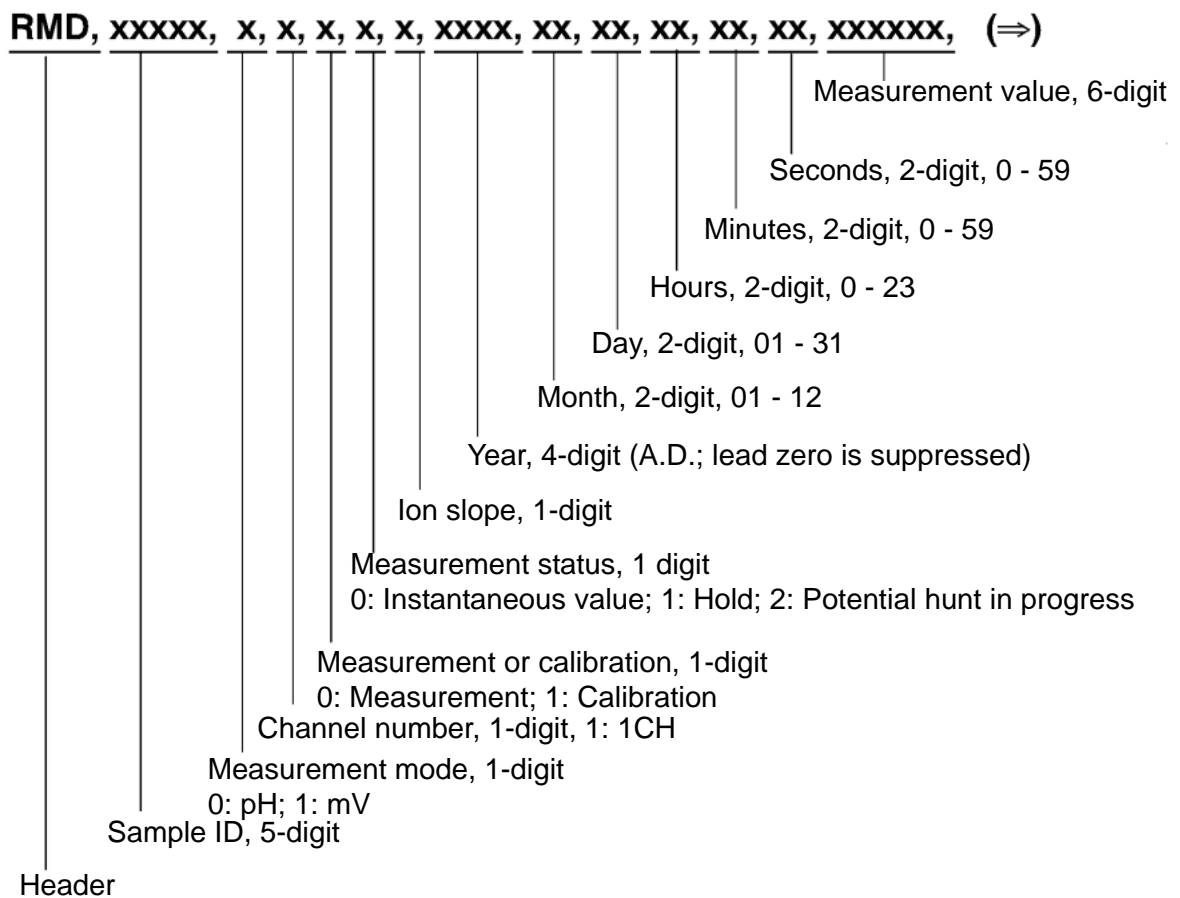 RMD, xxxxx, x, x, x, x, x, xxxx, xx, xx, xx, xx, xx, xxxxxx, (⇒)
Measurement value, 6-digit
Seconds, 2-digit, 0 - 59
Minutes, 2-digit, 0 - 59
Hours, 2-digit, 0 - 23
Day, 2-digit, 01 - 31
Month, 2-digit, 01 - 12
Year, 4-digit (A.D.; lead zero is suppressed)
Ion slope, 1-digit
Measurement status, 1 digit
0: Instantaneous value; 1: Hold; 2: Potential hunt in progress
Measurement or calibration, 1-digit
0: Measurement; 1: Calibration
Channel number, 1-digit, 1: 1CH
Measurement mode, 1-digit
0: pH; 1: mV
Sample ID, 5-digit
Header